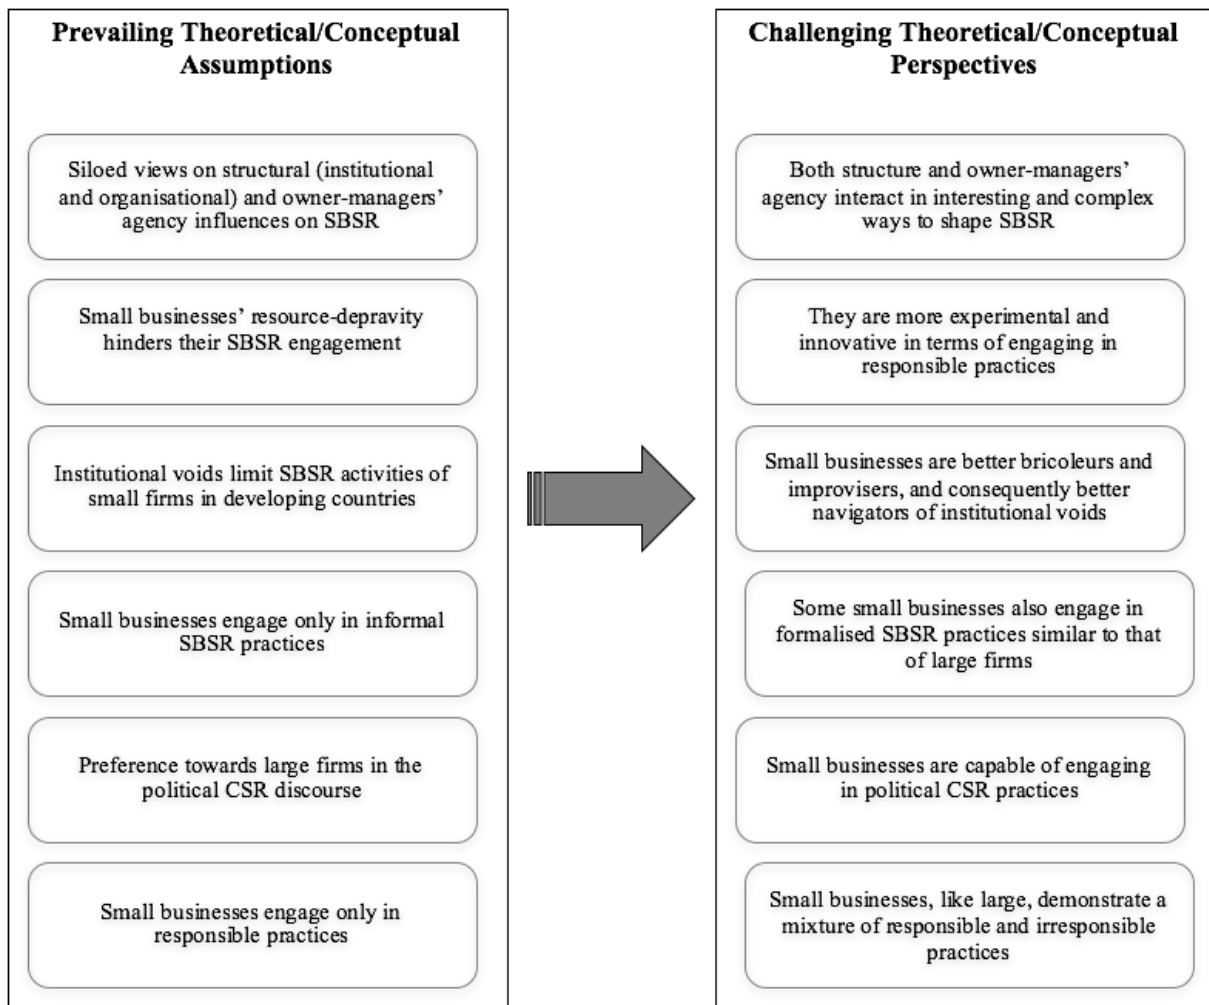 Prevailing Theoretical/Conceptual
Assumptions
Siloed views on structural (institutional
and organisational) and owner-managers’
agency influences on SBSR
Small businesses’ resource-depravity
hinders their SBSR engagement
Institutional voids limit SBSR activities of
small firms in developing countries
Small businesses engage only in informal
SBSR practices
Preference towards large firms in the
political CSR discourse
Small businesses engage only in
responsible practices
Challenging Theoretical/Conceptual
Perspectives
Both structure and owner-managers’
agency interact in interesting and complex
ways to shape SBSR
They are more experimental and
innovative in terms of engaging in
responsible practices
Small businesses are better bricoleurs and
improvisers, and consequently better
navigators of institutional voids
Some small businesses also engage in
formalised SBSR practices similar to that
of large firms
Small businesses are capable of engaging
in political CSR practices
Small businesses, like large, demonstrate a
mixture of responsible and irresponsible
practices